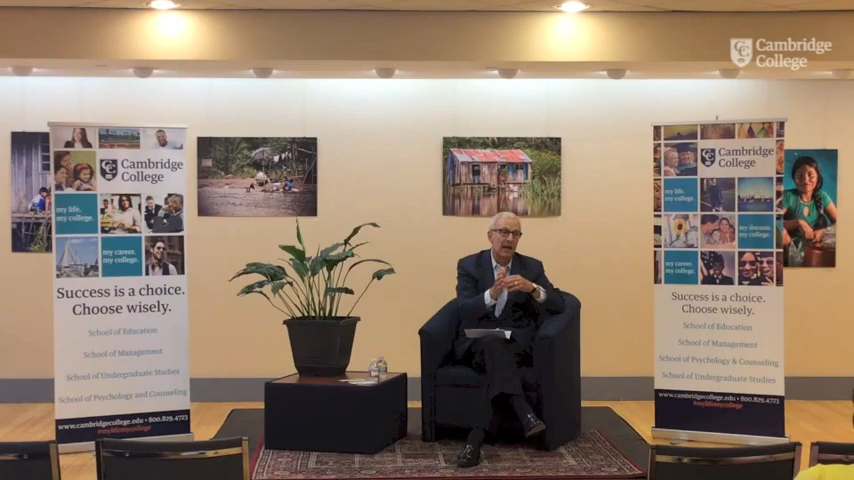 Cambridge
College
Cambridge
College
my life.
my college.
my career.
my college.
Success is a choice.
Choose wisely.
School of Education
School of Management
School of Undergraduate Studies
School of Psychology and Counseling
www.cambridgecollege.edu • 800.829.4723
#mylifemycollege
Cambridge
College
my life.
my college.
my dreams.
my college.
my career.
my college.
Success is a choice.
Choose wisely.
School of Education
School of Management
School of Psychology & Counseling
School of Undergraduate Studies
www.cambridgecollege.edu • 800.829.4723
#mylifemycollege